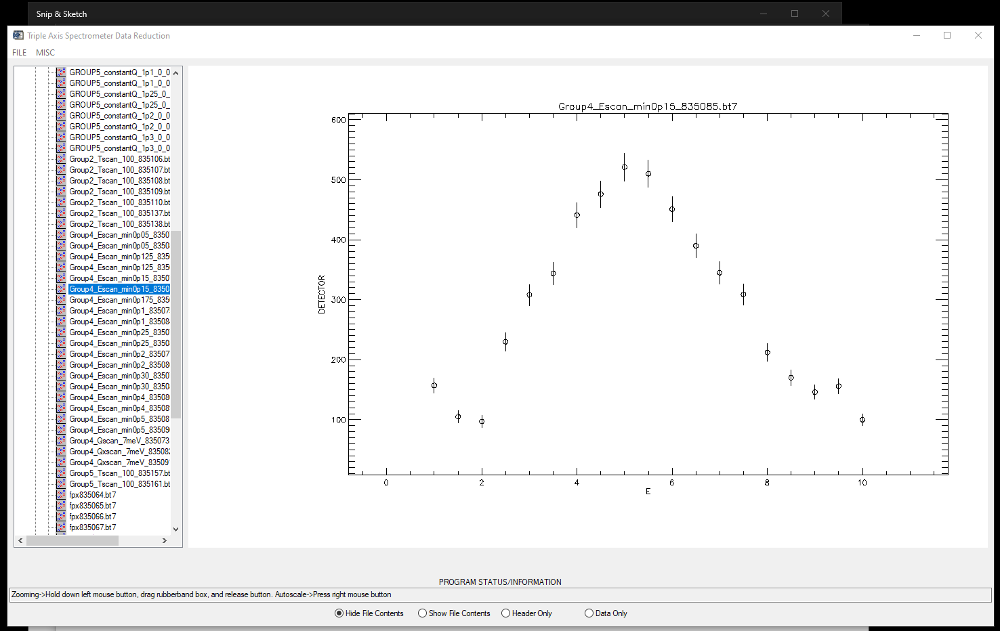 Snip & Sketch
Triple Axis Spectrometer Data Reduction
FILE MISC
GROUP5_constantQ_1p1_0_0
GROUP5_constantQ_1p1_0_0
GROUP5_constantQ_1p25_0_
GROUP5_constantQ_1p25_0_
GROUP5_constantQ_1p2_0_0
GROUP5_constantQ_1p2_0_0
GROUP5_constantQ_1p3_0_0
GROUP5_constantQ_1p3_0_0
Group2_Tscan_100_835106.bt
Group2_Tscan_100_835107.bt
Group2_Tscan_100_835108.bt
Group2_Tscan_100_835109.bt
Group2_Tscan_100_835110.bt
Group2_Tscan_100_835137.bt
Group2_Tscan_100_835138.bt
Group4_Escan_min0p05_8350
Group4_Escan_min0p05_8350
Group4_Escan_min0p125_835
Group4_Escan_min0p125_835
Group4_Escan_min0p15_8350
Group4_Escan_min0p15_8350
Group4_Escan_min0p175_835
Group4_Escan_min0p1_83507
Group4_Escan_min0p1_83508
Group4_Escan_min0p25_8350
Group4_Escan_min0p25_8350
Group4_Escan_min0p2_83507
Group4_Escan_min0p2_83508
Group4_Escan_min0p30_8350
Group4_Escan_min0p30_8350
Group4_Escan_min0p4_83508
Group4_Escan_min0p4_83508
Group4_Escan_min0p5_83508
Group4_Escan_min0p5_83509
Group4_Qscan_7meV_835073
Group4_Qxscan_7meV_83508
Group4_Qxscan_7meV_83509
Group5_Tscan_100_835157.bt
Group5_Tscan_100_835161.bt
fpx835064.bt7
fpx835065.bt7
fpx835066.bt7
fpx835067.bt7
Group4_Escan_min0p15_835085.bt7
600
500
400
300
200
100
DETECTOR
0 2 4 6 8 10
E
PROGRAM STATUS/INFORMATION
Zooming->Hold down left mouse button, drag rubberband box, and release button. Autoscale->Press right mouse button
Hide File Contents Show File Contents Header Only Data Only